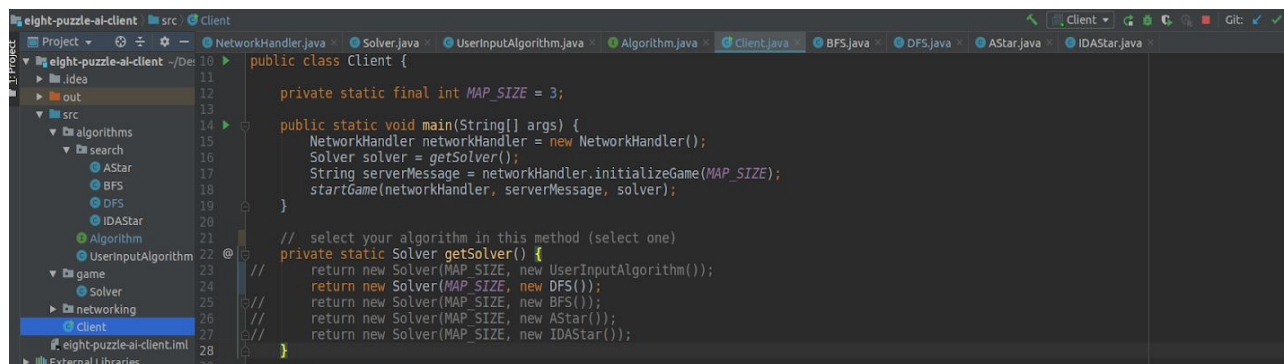 eight-puzzle-ai-client src Client
Client Git:
Project
NetworkHandler.java Solver.java UserInputAlgorithm.java Algorithm.java Client.java BFS.java DFS.java AStar.java IDAStar.java
1: Project
eight-puzzle-ai-client ~/Des
.idea
out
src
algorithms
search
AStar
BFS
DFS
IDAStar
Algorithm
UserInputAlgorithm
game
Solver
networking
Client
eight-puzzle-ai-client.iml
External Libraries
10 public class Client {
11
12 private static final int MAP_SIZE = 3;
13
14 public static void main(String[] args) {
15 NetworkHandler networkHandler = new NetworkHandler();
16 Solver solver = getSolver();
17 String serverMessage = networkHandler.initializeGame(MAP_SIZE);
18 startGame(networkHandler, serverMessage, solver);
19 }
20
21 // select your algorithm in this method (select one)
22 @ private static Solver getSolver() {
23 // return new Solver(MAP_SIZE, new UserInputAlgorithm());
24 return new Solver(MAP_SIZE, new DFS());
25 // return new Solver(MAP_SIZE, new BFS());
26 // return new Solver(MAP_SIZE, new AStar());
27 // return new Solver(MAP_SIZE, new IDAStar());
28 }